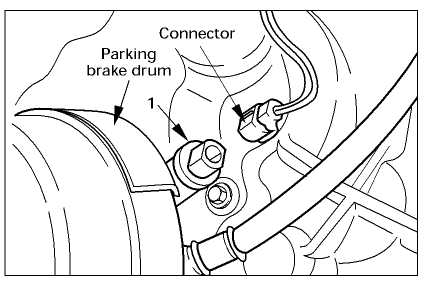 Connector
Parking
brake drum
1